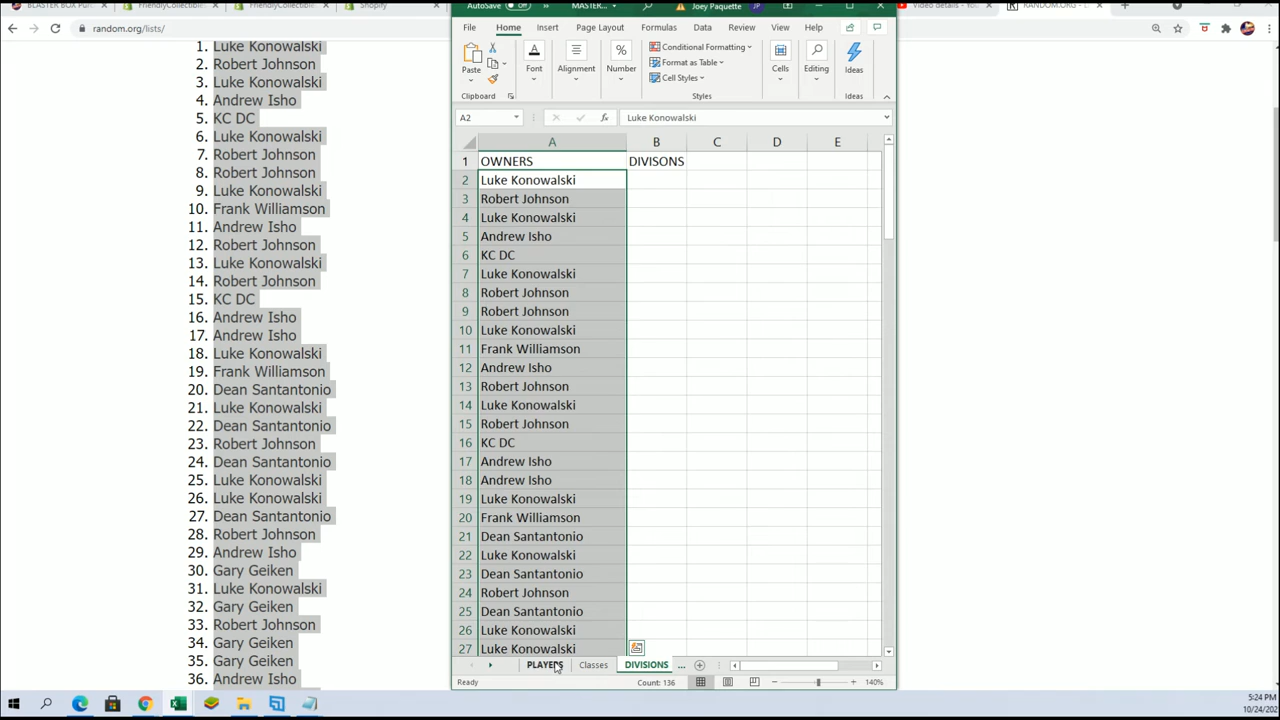 BLASTER BOX
FriendlyCollectible
FriendlyCollectible
Shopify
Video details
RANDOM.ORG - L
random.org/lists/
AutoSave Off
MASTER...
Joey Paquette
File Home Insert Page Layout Formulas Data Review View Help
Paste
Font
Alignment
Number
Conditional Formatting
Format as Table
Cell Styles
Cells
Editing
Ideas
Clipboard
Styles
Ideas
A2
Luke Konowalski
A B C D E
1 OWNERS DIVISONS
2 Luke Konowalski
3 Robert Johnson
4 Luke Konowalski
5 Andrew Isho
6 KC DC
7 Luke Konowalski
8 Robert Johnson
9 Robert Johnson
10 Luke Konowalski
11 Frank Williamson
12 Andrew Isho
13 Robert Johnson
14 Luke Konowalski
15 Robert Johnson
16 KC DC
17 Andrew Isho
18 Andrew Isho
19 Luke Konowalski
20 Frank Williamson
21 Dean Santantonio
22 Luke Konowalski
23 Dean Santantonio
24 Robert Johnson
25 Dean Santantonio
26 Luke Konowalski
27 Luke Konowalski
PLAYERS Classes DIVISIONS ...
Ready
Count: 136
140%
1. Luke Konowalski
2. Robert Johnson
3. Luke Konowalski
4. Andrew Isho
5. KC DC
6. Luke Konowalski
7. Robert Johnson
8. Robert Johnson
9. Luke Konowalski
10. Frank Williamson
11. Andrew Isho
12. Robert Johnson
13. Luke Konowalski
14. Robert Johnson
15. KC DC
16. Andrew Isho
17. Andrew Isho
18. Luke Konowalski
19. Frank Williamson
20. Dean Santantonio
21. Luke Konowalski
22. Dean Santantonio
23. Robert Johnson
24. Dean Santantonio
25. Luke Konowalski
26. Luke Konowalski
27. Dean Santantonio
28. Robert Johnson
29. Andrew Isho
30. Gary Geiken
31. Luke Konowalski
32. Gary Geiken
33. Robert Johnson
34. Gary Geiken
35. Gary Geiken
36. Andrew Isho
5:24 PM
10/24/202